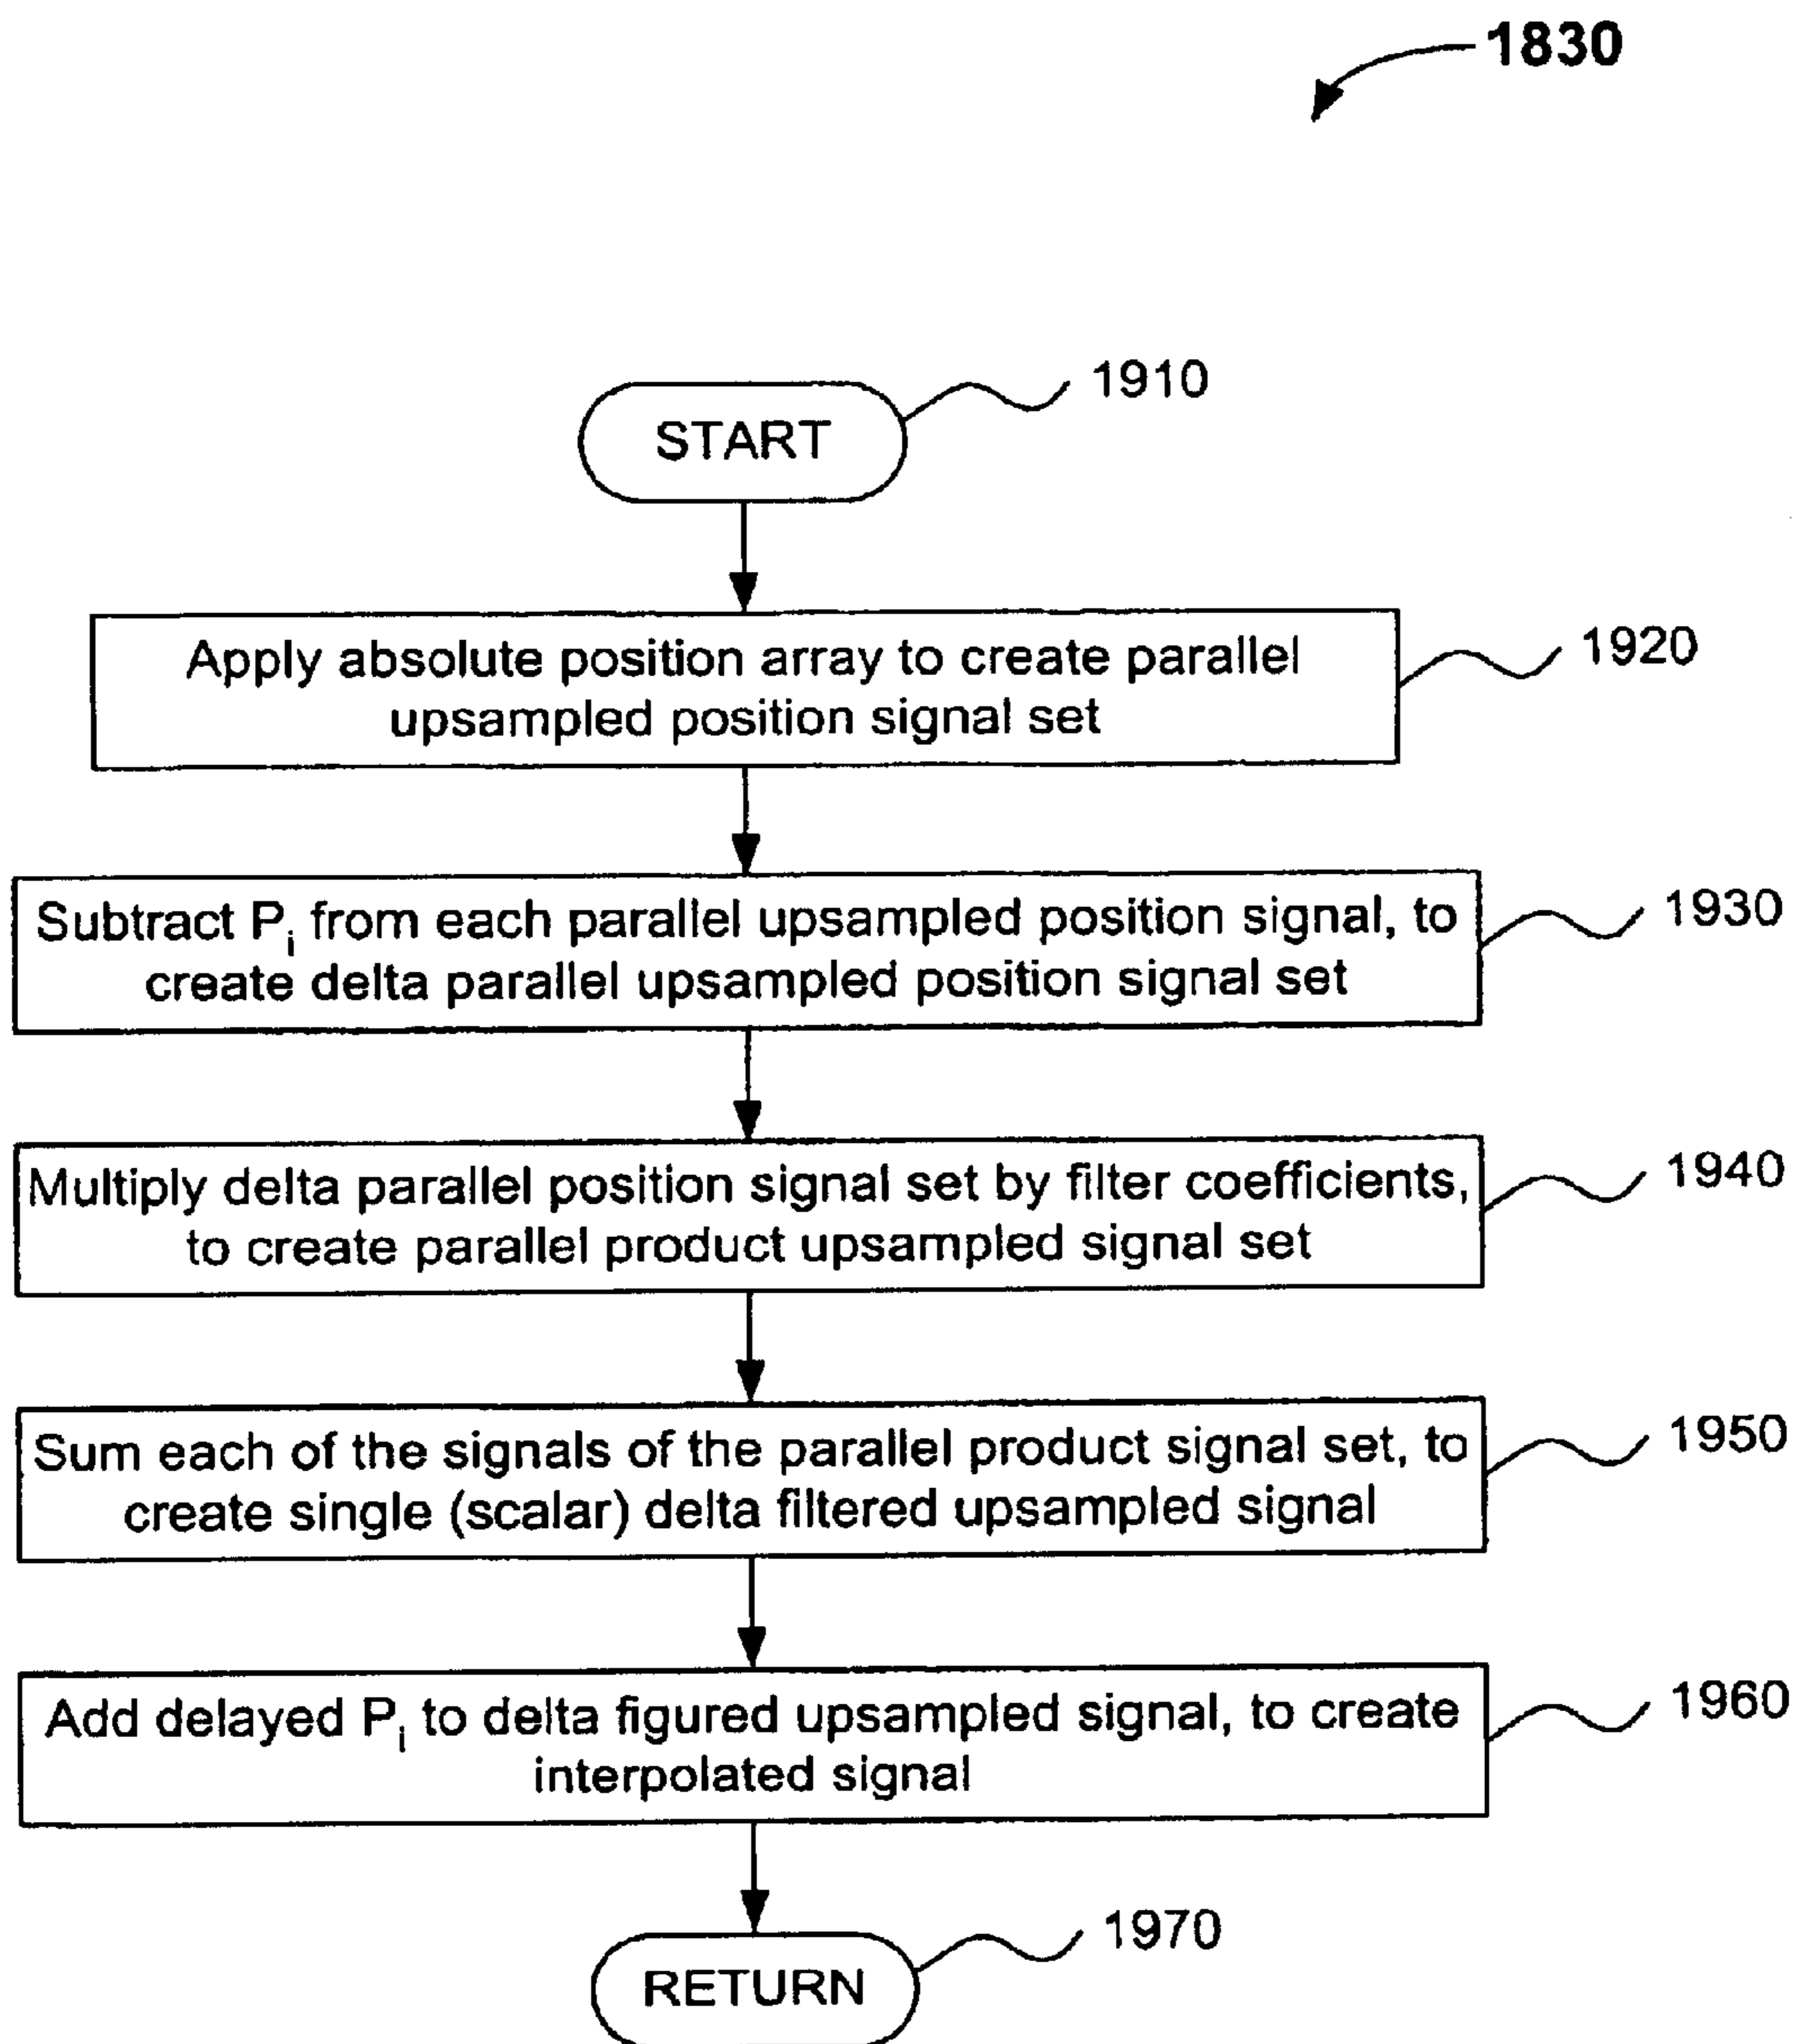 1830
START
1910
Apply absolute position array to create parallel
upsampled position signal set
1920
Subtract Pi from each parallel upsampled position signal, to
create delta parallel upsampled position signal set
1930
Multiply delta parallel position signal set by filter coefficients,
to create parallel product upsampled signal set
1940
Sum each of the signals of the parallel product signal set, to
create single (scalar) delta filtered upsampled signal
1950
Add delayed Pi to delta figured upsampled signal, to create
interpolated signal
1960
RETURN
1970